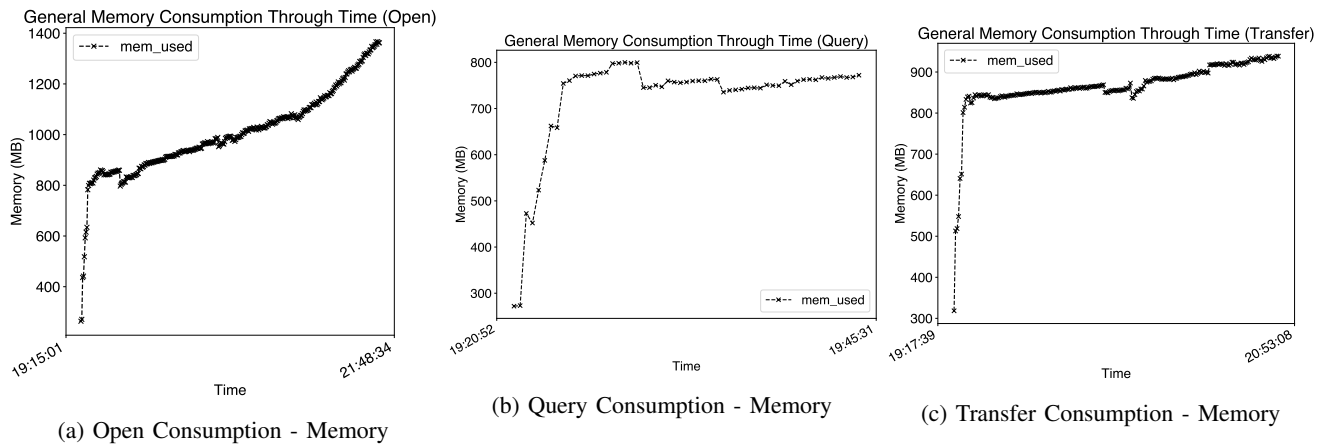 General Memory Consumption Through Time (Open)
mem_used
1400
1200
1000
800
600
400
Memory (MB)
19:15:01
21:48:34
Time
(a) Open Consumption - Memory
General Memory Consumption Through Time (Query)
800
700
600
500
400
300
Memory (MB)
mem_used
19:20:52
19:45:31
Time
(b) Query Consumption - Memory
General Memory Consumption Through Time (Transfer)
mem_used
900
800
700
600
500
400
300
Memory (MB)
19:17:39
20:53:08
Time
(c) Transfer Consumption - Memory